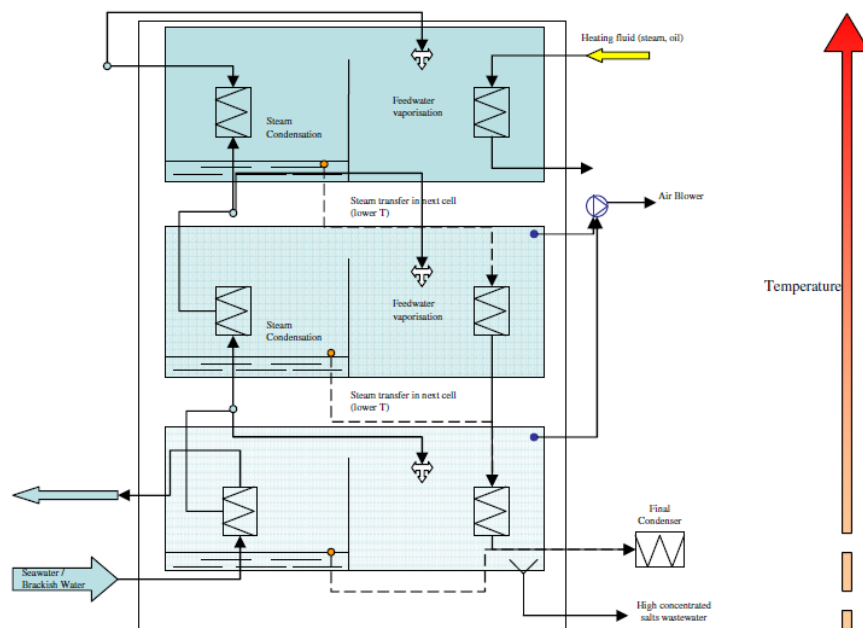 Heating fluid (steam, oil)
Feedwater
vaporisation
Steam
Condensation
Steam transfer in next cell
(lower T)
Air Blower
Temperature
Feedwater
vaporisation
Steam
Condensation
Steam transfer in next cell
(lower T)
Final
Condenser
Seawater /
Brackish Water
High concentrated
salts wastewater